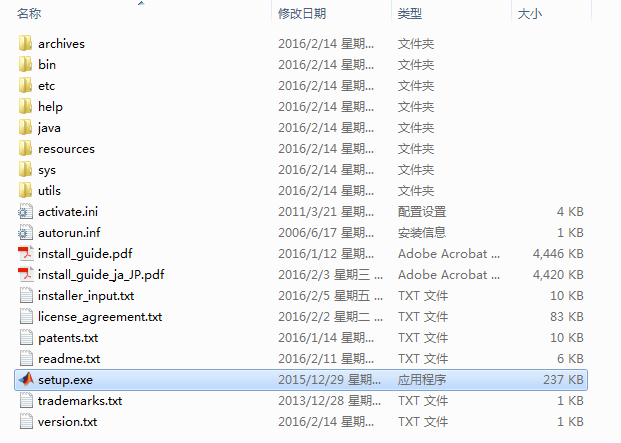 名称 修改日期 类型 大小
archives 2016/2/14 星期... 文件夹
bin 2016/2/14 星期... 文件夹
etc 2016/2/14 星期... 文件夹
help 2016/2/14 星期... 文件夹
java 2016/2/14 星期... 文件夹
resources 2016/2/14 星期... 文件夹
sys 2016/2/14 星期... 文件夹
utils 2016/2/14 星期... 文件夹
activate.ini 2011/3/21 星期... 配置设置 4 KB
autorun.inf 2006/6/17 星期... 安装信息 1 KB
install_guide.pdf 2016/1/12 星期... Adobe Acrobat ... 4,446 KB
install_guide_ja_JP.pdf 2016/2/3 星期三 ... Adobe Acrobat ... 4,420 KB
installer_input.txt 2016/2/5 星期五 ... TXT 文件 10 KB
license_agreement.txt 2016/2/2 星期二 ... TXT 文件 83 KB
patents.txt 2016/1/14 星期... TXT 文件 10 KB
readme.txt 2016/2/11 星期... TXT 文件 6 KB
setup.exe 2015/12/29 星期... 应用程序 237 KB
trademarks.txt 2013/12/28 星期... TXT 文件 1 KB
version.txt 2016/2/14 星期... TXT 文件 1 KB